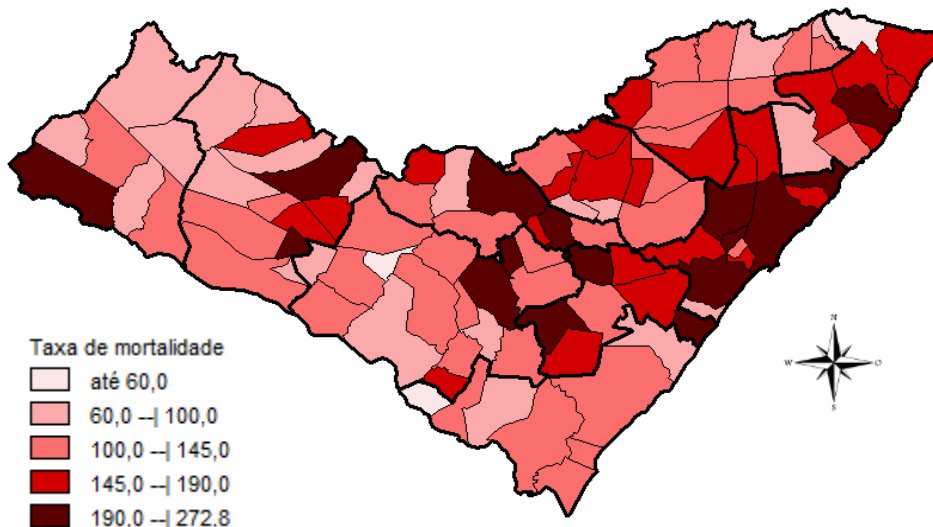 N
W
O
S
Taxa de mortalidade
até 60,0
60,0 --| 100,0
100,0 --| 145,0
145,0 --| 190,0
190,0 --| 272,8